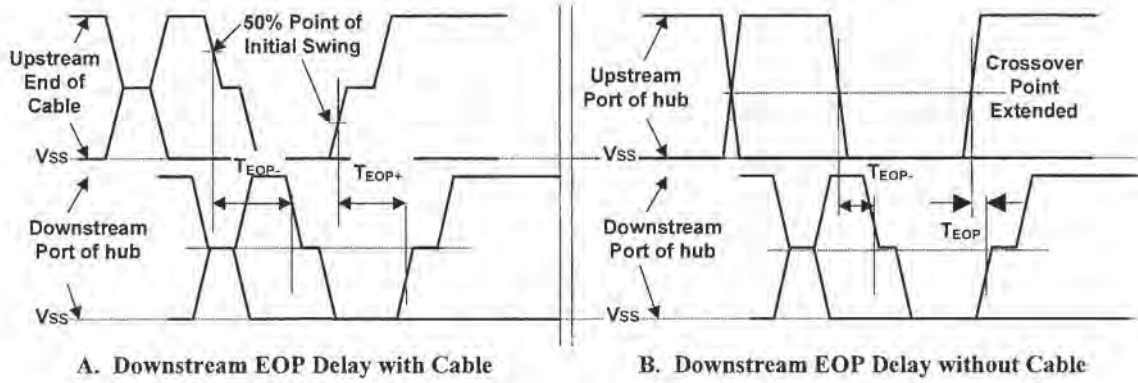 50% Point of
Initial Swing
Upstream
End of
Cable
VSS
TEOP-
TEOP+
Downstream
Port of hub
VSS
A. Downstream EOP Delay with Cable
Upstream
Port of hub
Crossover
Point
Extended
VSS
TEOP-
TEOP
Downstream
Port of hub
VSS
B. Downstream EOP Delay without Cable